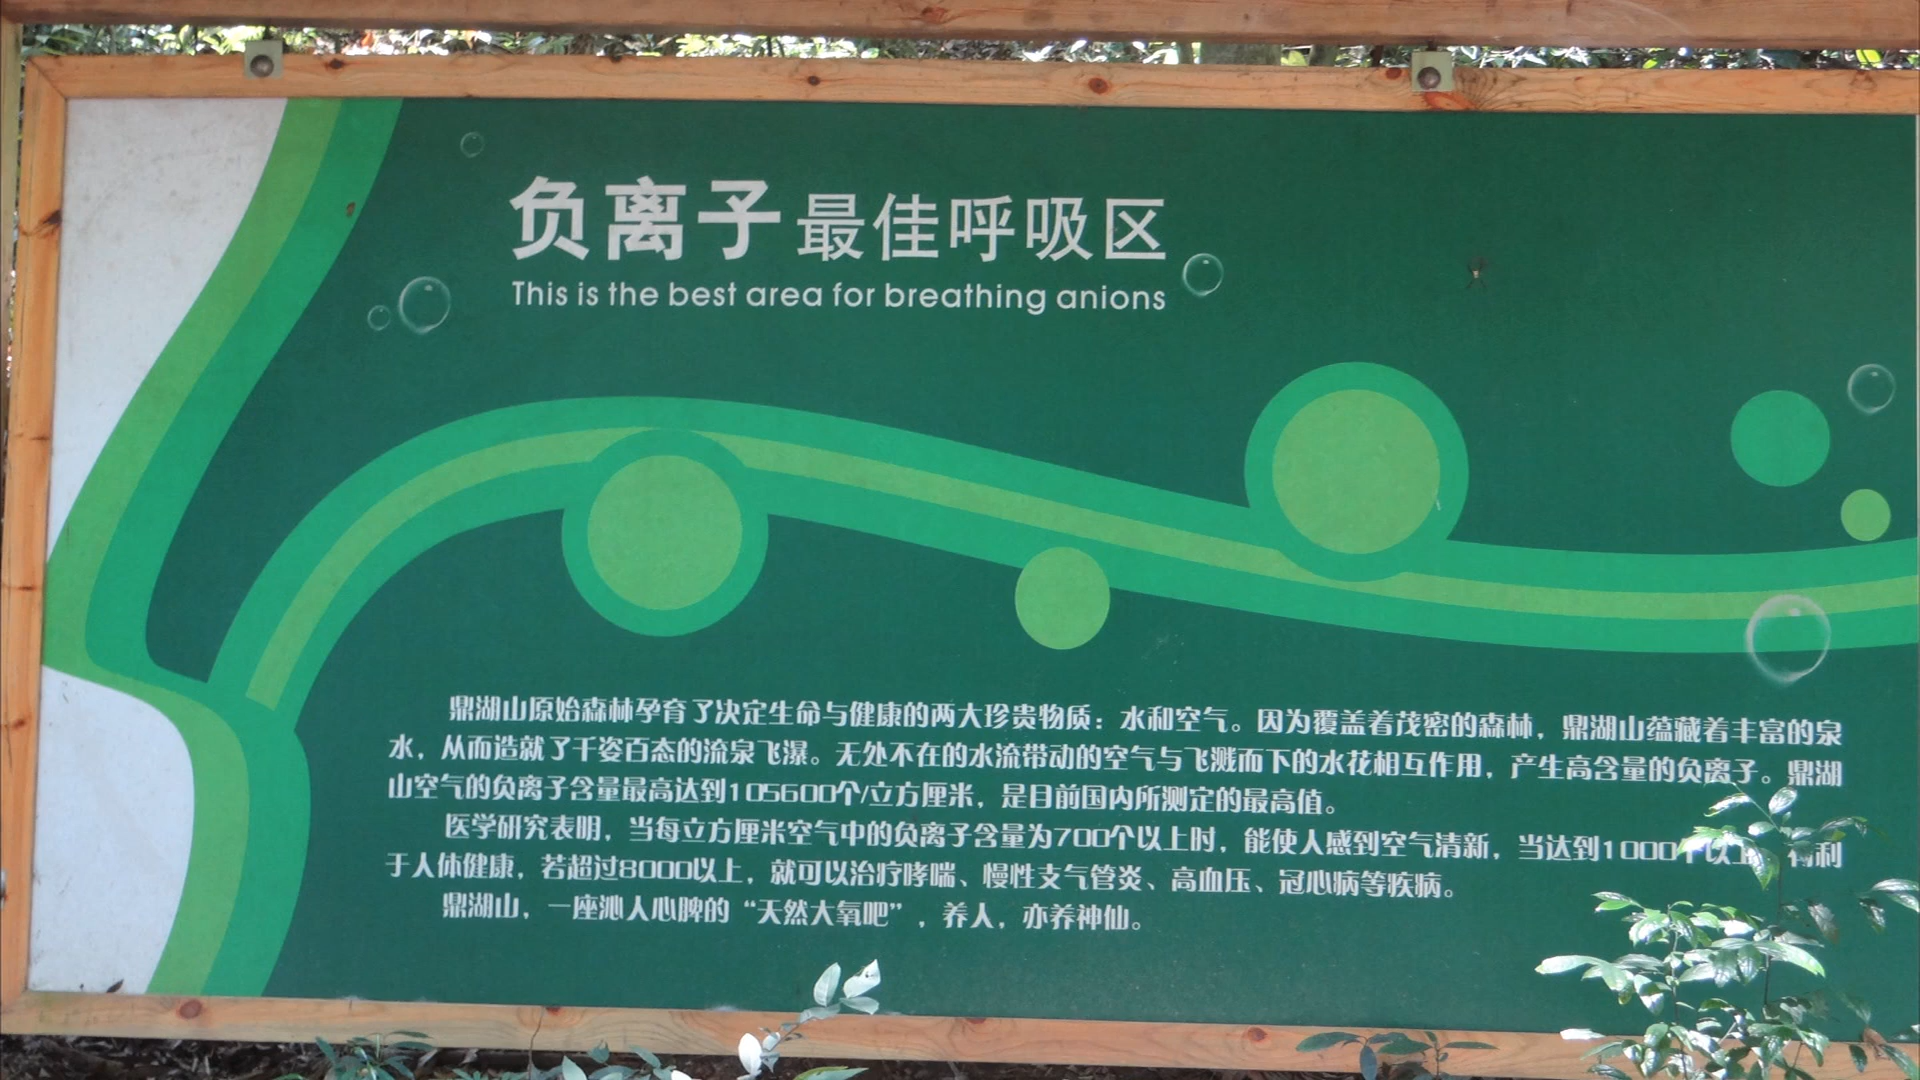 负离子最佳呼吸区
This is the best area for breathing anions
鼎湖山原始森林孕育了决定生命与健康的两大珍贵物质：水和空气。因为覆盖着茂密的森林，鼎湖山蕴藏着丰富的泉
水，从而造就了千姿百态的流泉飞瀑。无处不在的水流带动的空气与飞溅而下的水花相互作用，产生高含量的负离子。鼎湖
山空气的负离子含量最高达到105600个/立方厘米，是目前国内所测定的最高值。
医学研究表明，当每立方厘米空气中的负离子含量为700个以上时，能使人感到空气清新，当达到1000个以上 有利
于人体健康，若超过8000以上，就可以治疗哮喘、慢性支气管炎、高血压、冠心病等疾病。
鼎湖山，一座沁人心脾的“天然大氧吧”，养人，亦养神仙。